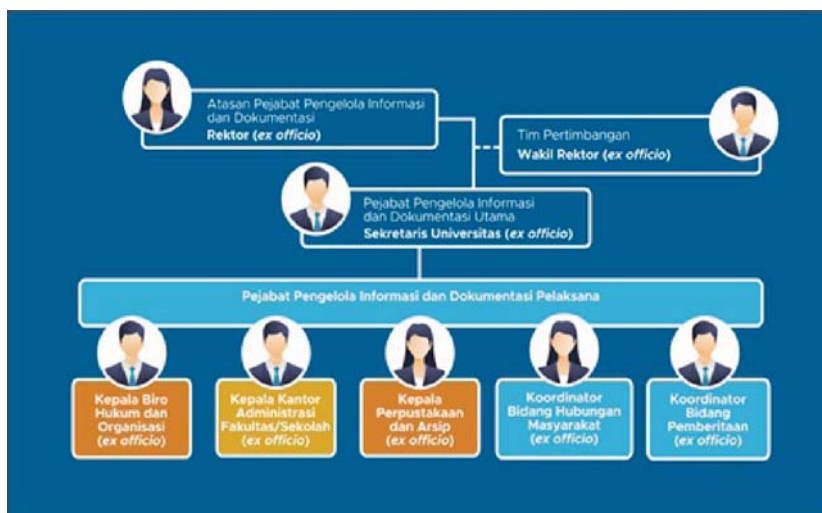 Atasan Pejabat Pengelola Informasi
dan Dokumentasi
Rektor (ex officio)
Tim Pertimbangan
Wakil Rektor (ex officio)
Pejabat Pengelola Informasi
dan Dokumentasi Utama
Sekretaris Universitas (ex officio)
Pejabat Pengelola Informasi dan Dokumentasi Pelaksana
Kepala Biro
Hukum dan
Organisasi
(ex officio)
Kepala Kantor
Administrasi
Fakultas/Sekolah
(ex officio)
Kepala
Perpustakaan
dan Arsip
(ex officio)
Koordinator
Bidang Hubungan
Masyarakat
(ex officio)
Koordinator
Bidang
Pemberitaan
(ex officio)